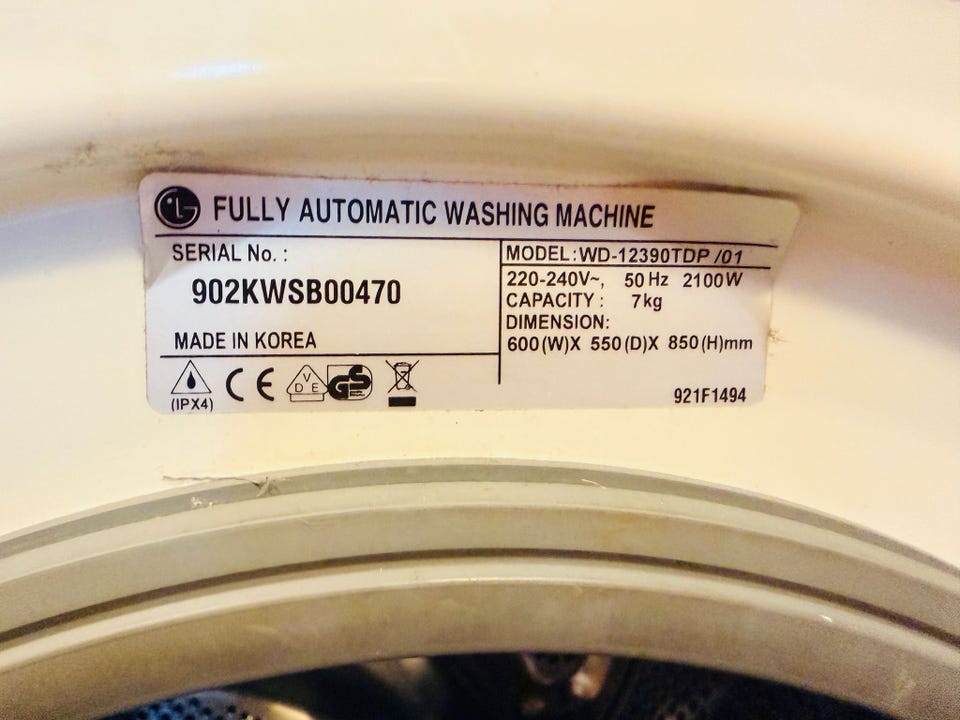 LG FULLY AUTOMATIC WASHING MACHINE
SERIAL No. :
902KWSB00470
MADE IN KOREA
MODEL:WD-12390TDP /01
220-240V~, 50 Hz 2100W
CAPACITY : 7kg
DIMENSION:
600(W)X 550(D)X 850(H)mm
(IPX4) CE VDE GS
921F1494